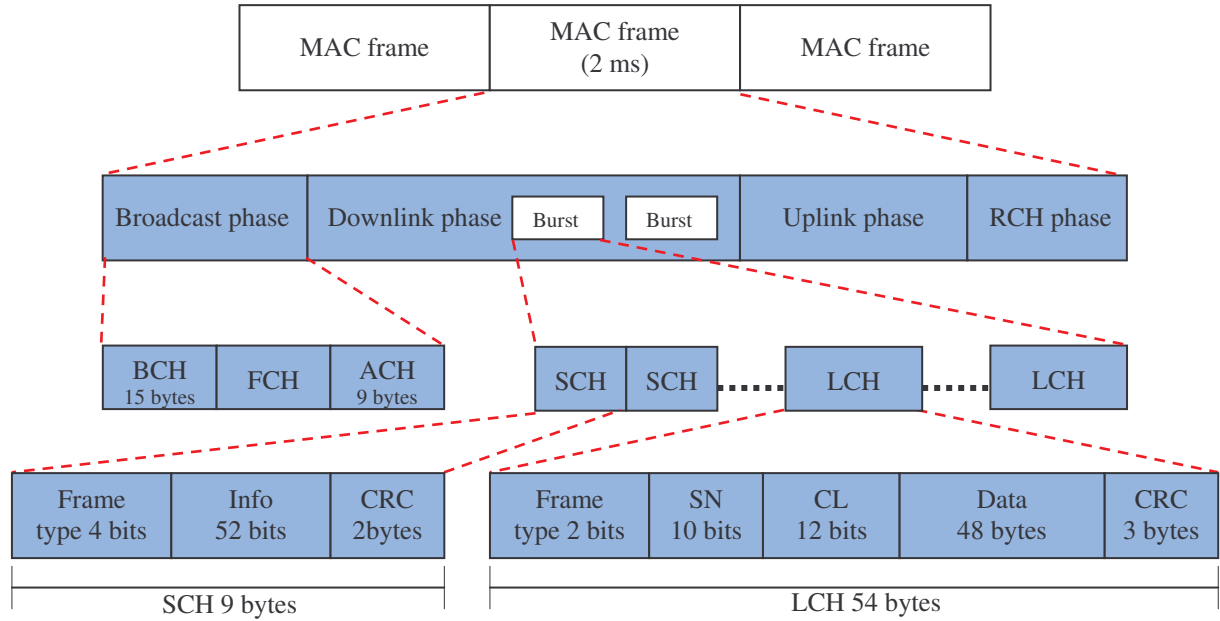 MAC frame
MAC frame
(2 ms)
MAC frame
Broadcast phase
Downlink phase
Burst
Burst
Uplink phase
RCH phase
BCH
15 bytes
FCH
ACH
9 bytes
SCH
SCH
LCH
LCH
Frame
type 4 bits
Info
52 bits
CRC
2bytes
Frame
type 2 bits
SN
10 bits
CL
12 bits
Data
48 bytes
CRC
3 bytes
SCH 9 bytes
LCH 54 bytes